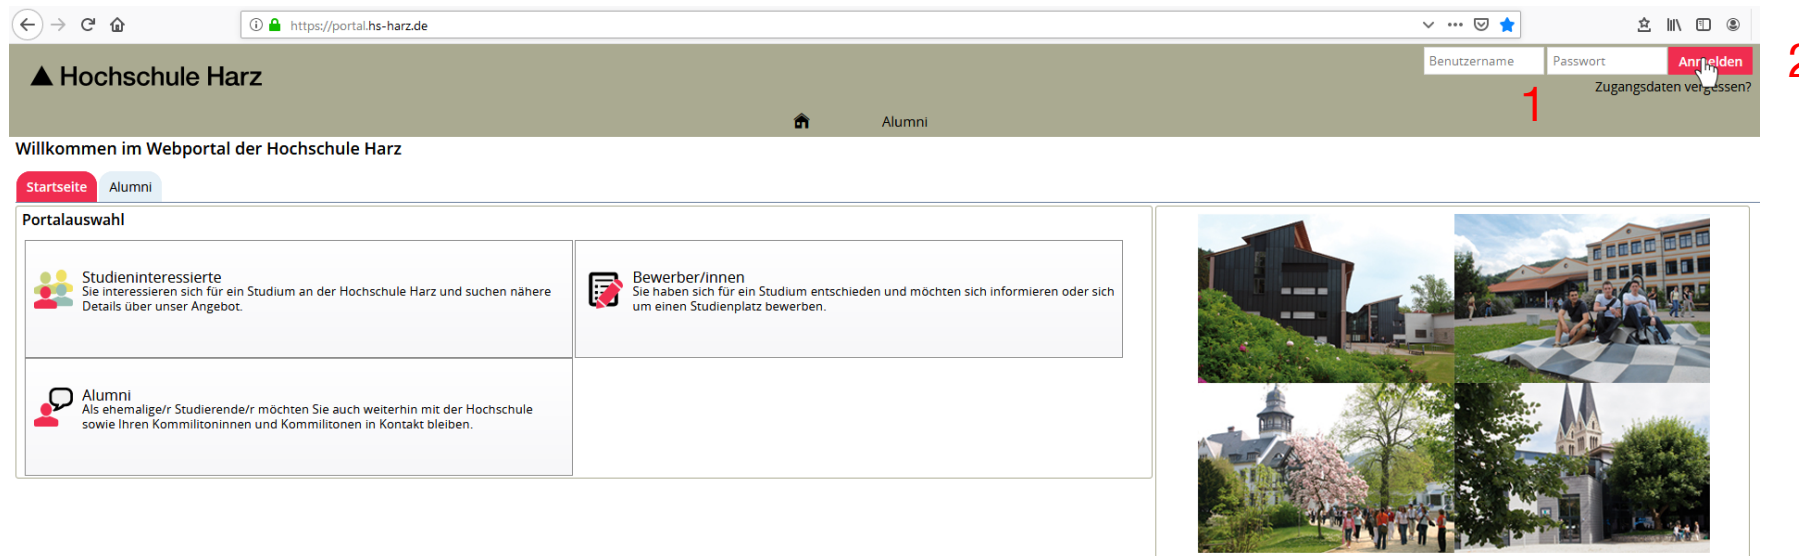 https://portal.hs-harz.de
Hochschule Harz
Benutzername
Passwort
Anmelden
2
Zugangsdaten vergessen?
1
Alumni
Willkommen im Webportal der Hochschule Harz
Startseite
Alumni
Portalauswahl
Studieninteressierte
Sie interessieren sich für ein Studium an der Hochschule Harz und suchen nähere
Details über unser Angebot.
Bewerber/innen
Sie haben sich für ein Studium entschieden und möchten sich informieren oder sich
um einen Studienplatz bewerben.
Alumni
Als ehemalige/r Studierende/r möchten Sie auch weiterhin mit der Hochschule
sowie Ihren Kommilitoninnen und Kommilitonen in Kontakt bleiben.